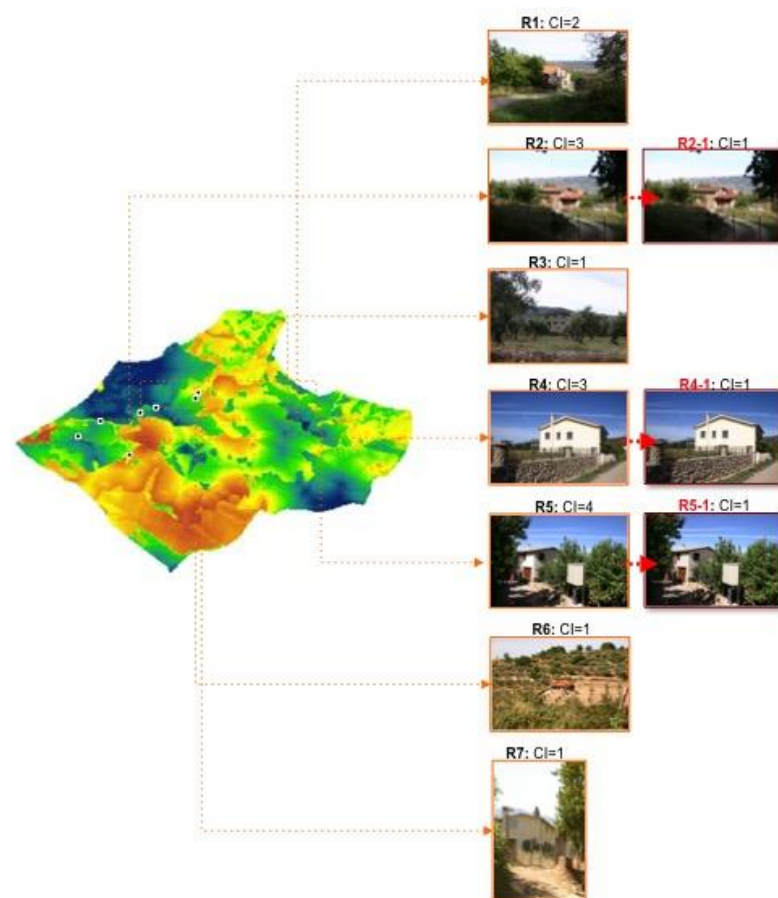 R1: CI=2
R2: CI=3
R2-1: CI=1
R3: CI=1
R4: CI=3
R4-1: CI=1
R5: CI=4
R5-1: CI=1
R6: CI=1
R7: CI=1